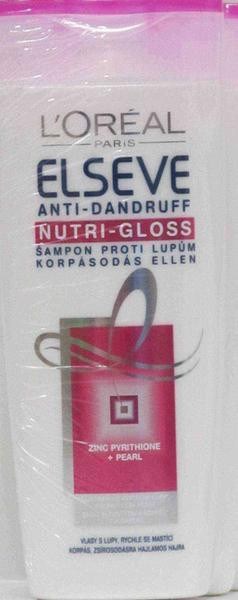 L'ORÉAL
PARIS
ELSEVE
ANTI-DANDRUFF
NUTRI-GLOSS
ŠAMPON PROTI LUPŮM
KORPÁSODÁS ELLEN
ZINC PYRITHIONE
+ PEARL
VLASY S LUPY, RYCHLE SE MASTÍCÍ
KORPÁS, ZSÍROSODÁSRA HAJLAMOS HAJRA